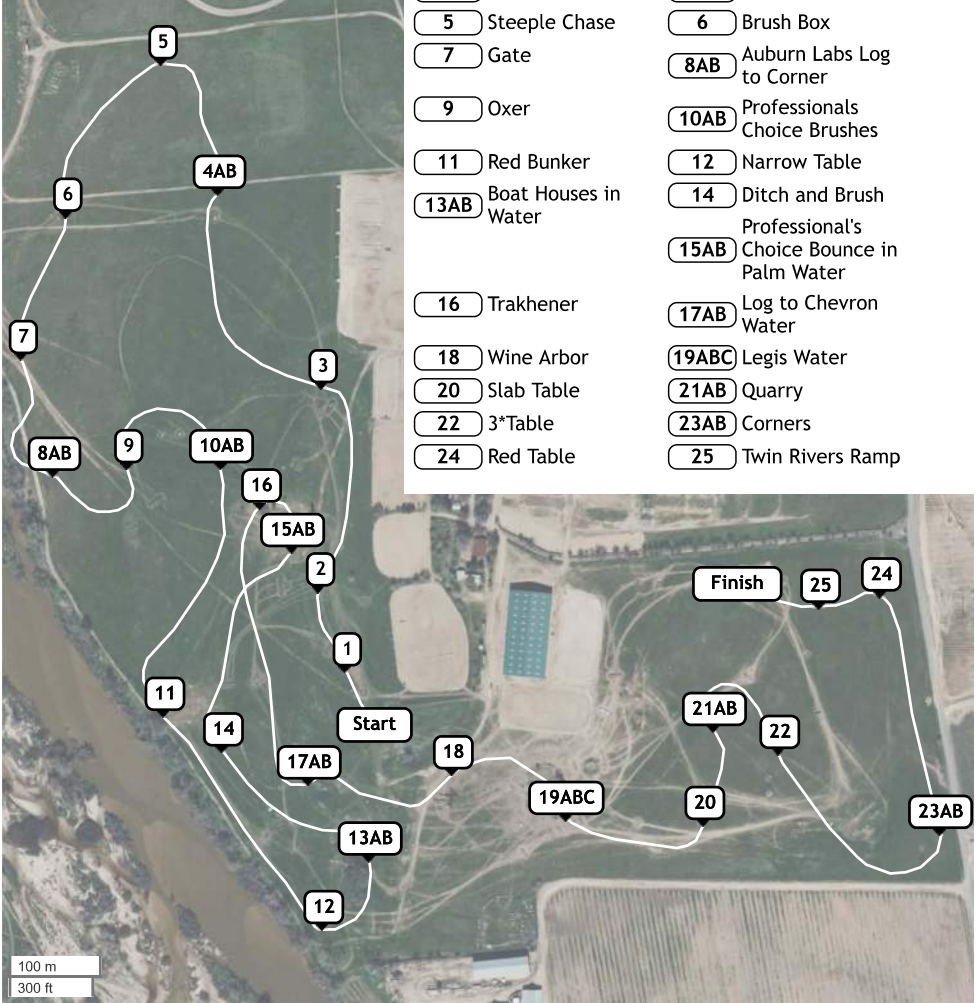 5 Steeple Chase 6 Brush Box
7 Gate 8AB Auburn Labs Log
to Corner
9 Oxer 10AB Professionals
Choice Brushes
11 Red Bunker 12 Narrow Table
13AB Boat Houses in
Water
14 Ditch and Brush
15AB Professional's
Choice Bounce in
Palm Water
16 Trakhener 17AB Log to Chevron
Water
18 Wine Arbor 19ABC Legis Water
20 Slab Table 21AB Quarry
22 3*Table 23AB Corners
24 Red Table 25 Twin Rivers Ramp
5
4AB
6
7
3
8AB
9
10AB
16
15AB
2
1
Start
11
14
17AB
18
13AB
12
19ABC
20
21AB
22
23AB
24
25
Finish
100 m
300 ft